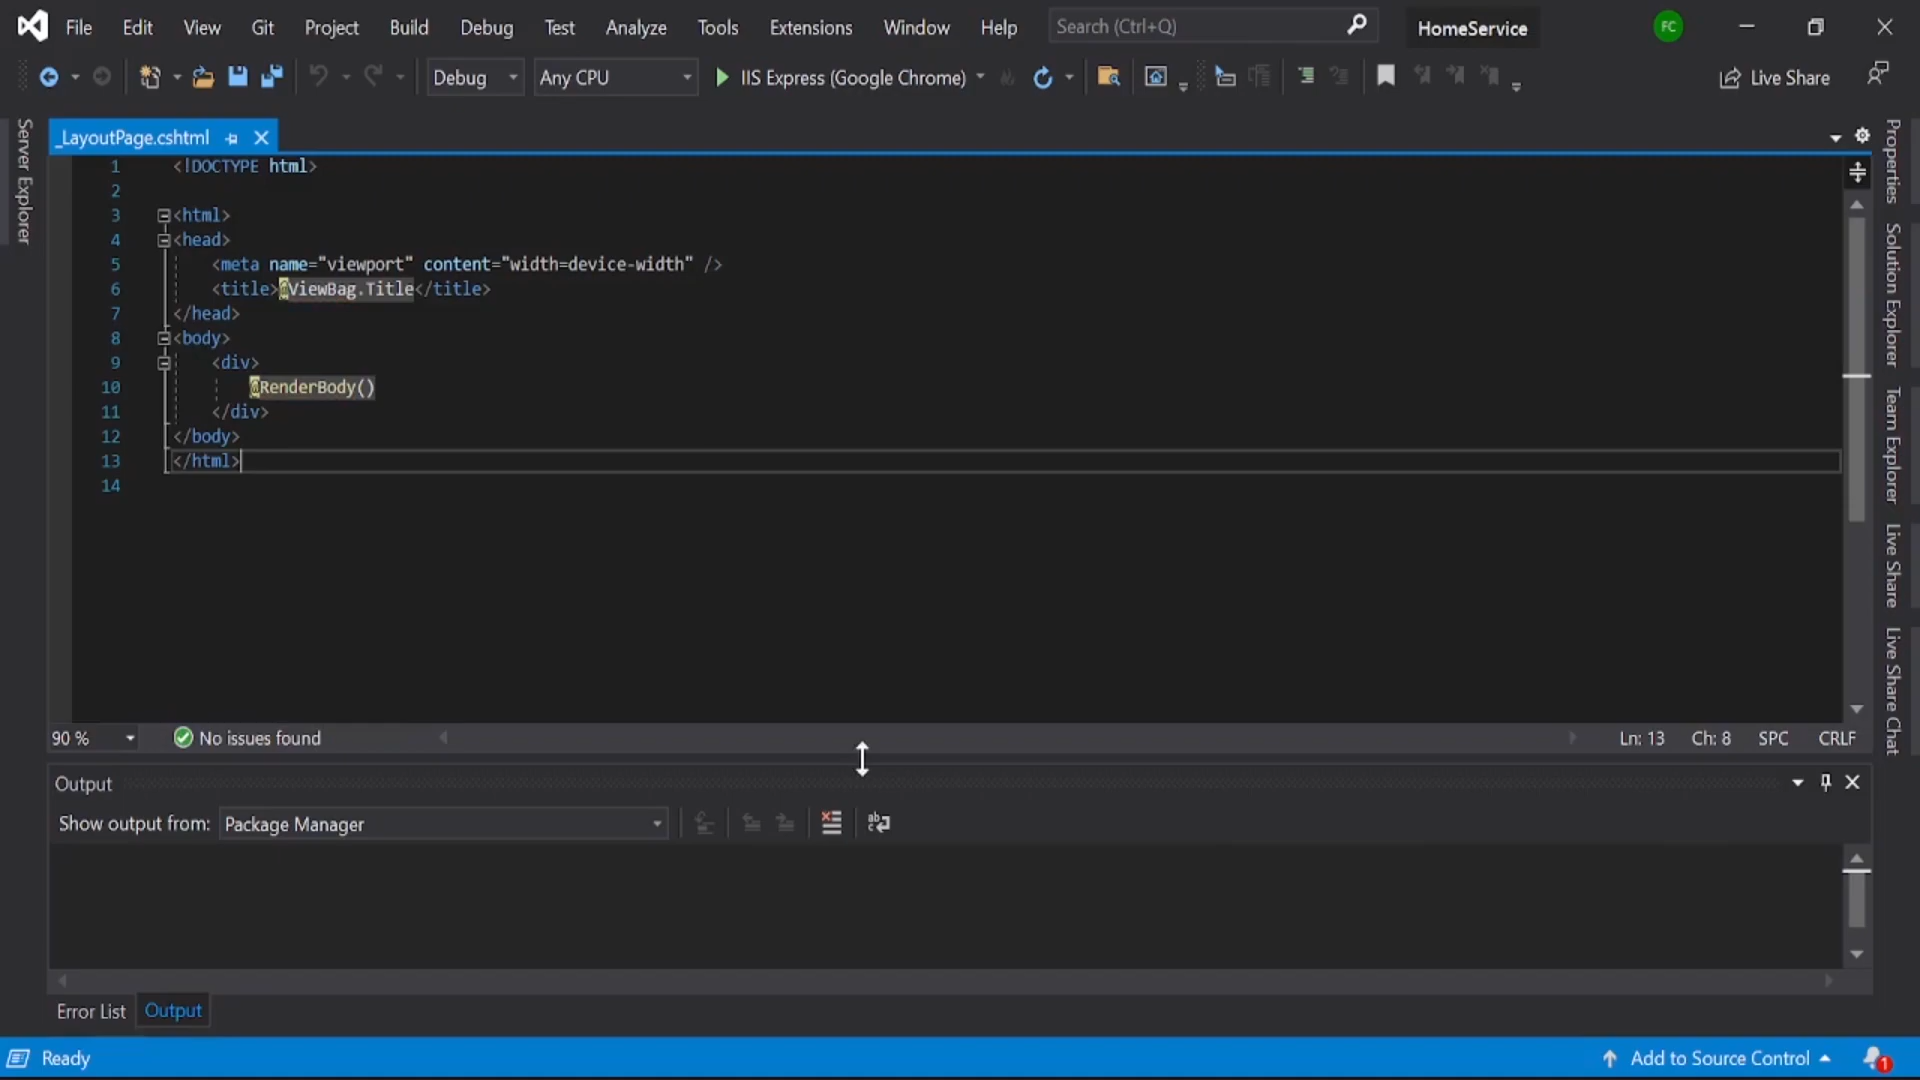 File Edit View Git Project Build Debug Test Analyze Tools Extensions Window Help Search (Ctrl+Q) HomeService FC
Debug Any CPU IIS Express (Google Chrome) Live Share
Server Explorer
_LayoutPage.cshtml
1 <!DOCTYPE html>
2
3 <html>
4 <head>
5 <meta name="viewport" content="width=device-width" />
6 <title>@ViewBag.Title</title>
7 </head>
8 <body>
9 <div>
10 @RenderBody()
11 </div>
12 </body>
13 </html>
14
Properties
Solution Explorer
Team Explorer
Live Share
Live Share Chat
90 % No issues found Ln: 13 Ch: 8 SPC CRLF
Output
Show output from: Package Manager
Error List Output
Ready Add to Source Control 1